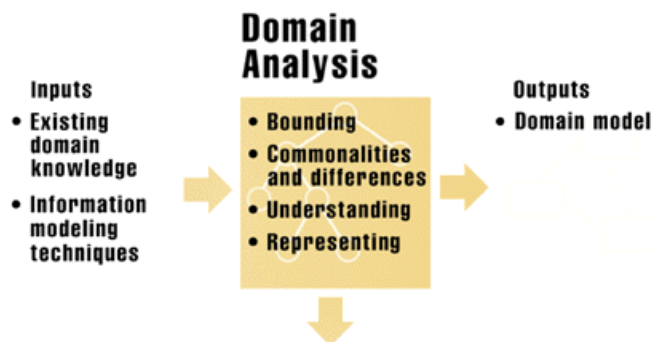 Domain
Analysis
Inputs
• Existing
domain
knowledge
• Information
modeling
techniques
• Bounding
• Commonalities
and differences
• Understanding
• Representing
Outputs
• Domain model